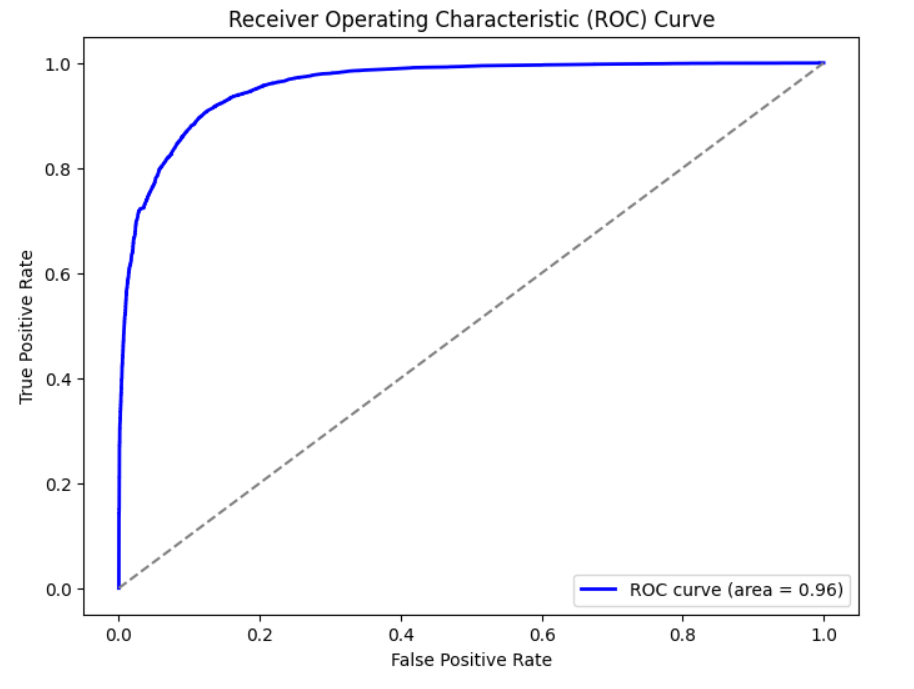 Receiver Operating Characteristic (ROC) Curve
1.0
0.8
0.6
0.4
0.2
0.0
True Positive Rate
ROC curve (area = 0.96)
0.0 0.2 0.4 0.6 0.8 1.0
False Positive Rate